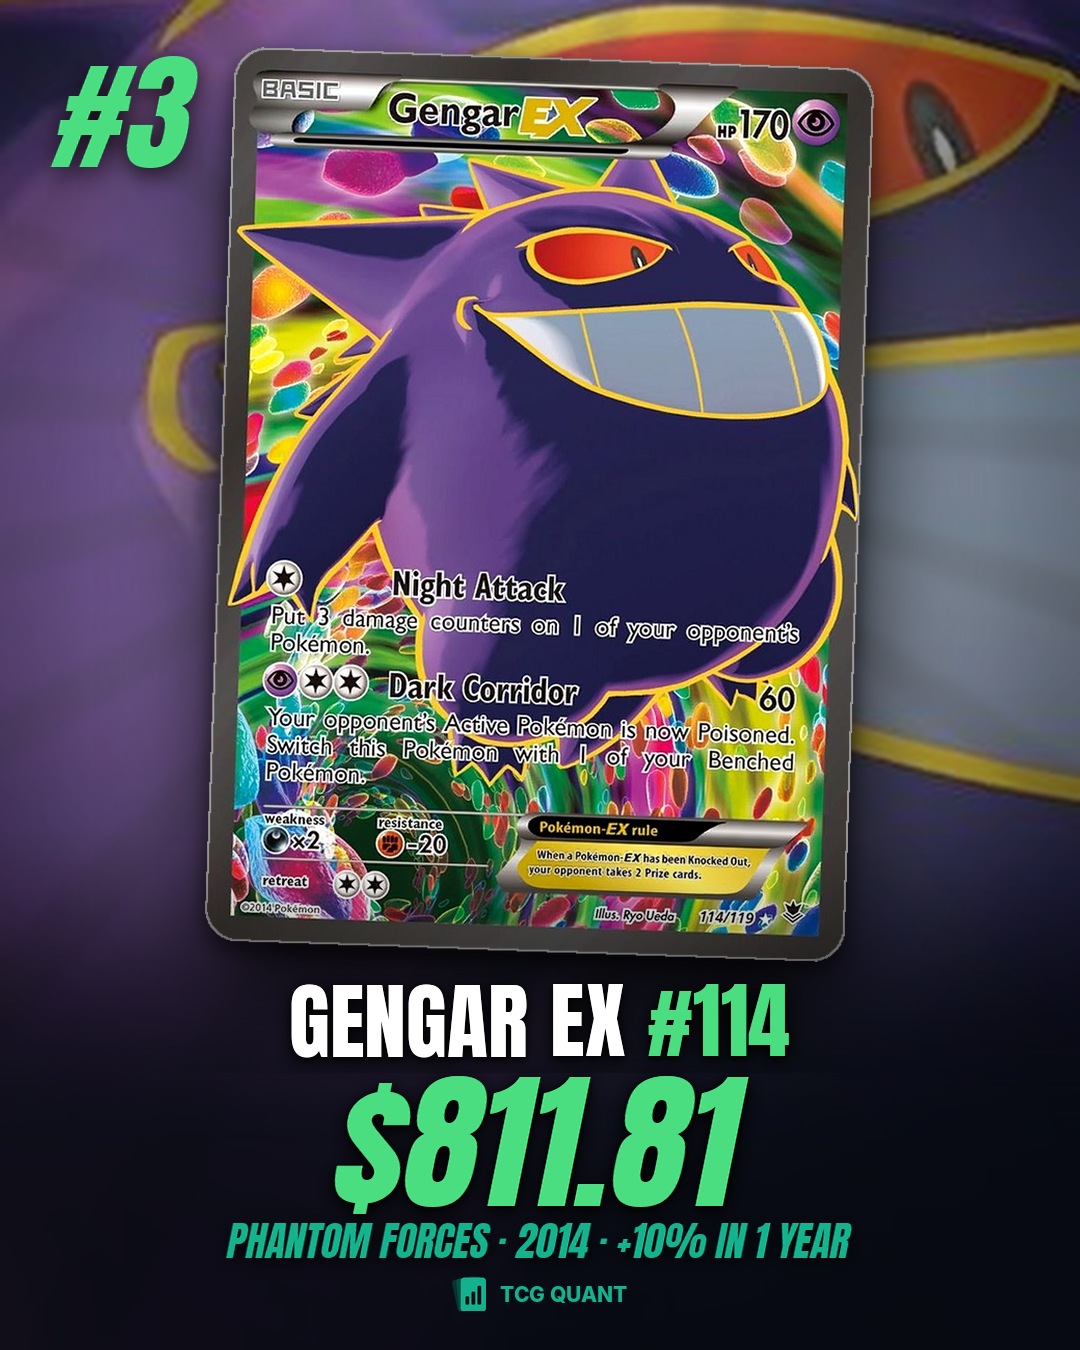 #3
BASIC
Gengar EX
HP 170
Night Attack
Put 3 damage counters on 1 of your opponent's
Pokémon.
Dark Corridor 60
Your opponent's Active Pokémon is now Poisoned.
Switch this Pokémon with 1 of your Benched
Pokémon.
weakness
×2
resistance
-20
retreat
Pokémon-EX rule
When a Pokémon-EX has been Knocked Out,
your opponent takes 2 Prize cards.
©2014 Pokémon
Illus. Ryo Ueda
114/119
GENGAR EX #114
$811.81
PHANTOM FORCES · 2014 · +10% IN 1 YEAR
TCG QUANT